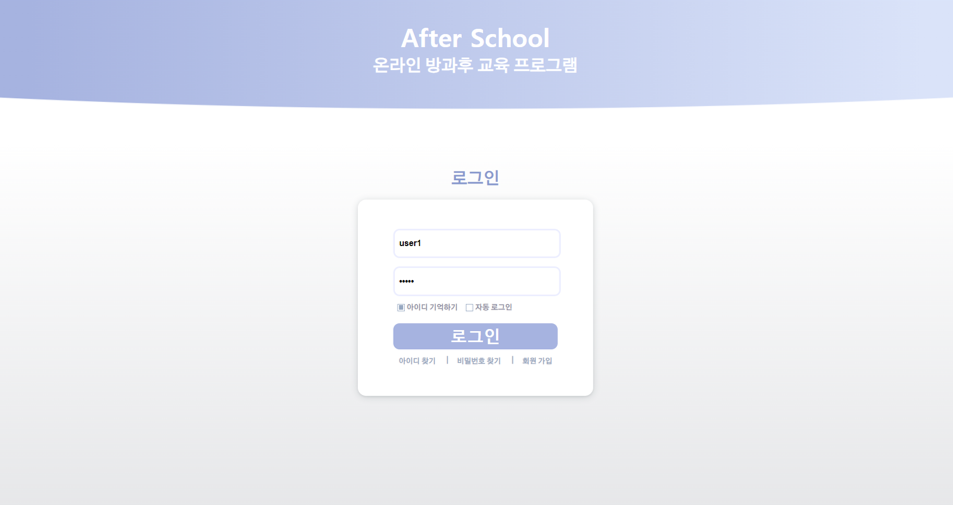 After School
온라인 방과후 교육 프로그램
로그인
user1
•••••
아이디 기억하기 자동 로그인
로그인
아이디 찾기 | 비밀번호 찾기 | 회원 가입